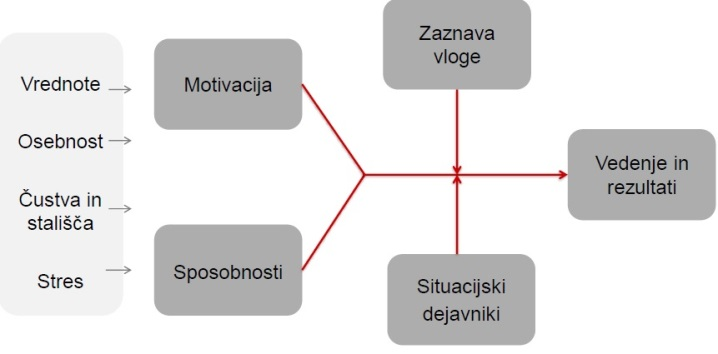 Vrednote
Osebnost
Čustva in
stališča
Stres
Motivacija
Sposobnosti
Zaznava
vloge
Situacijski
dejavniki
Vedenje in
rezultati